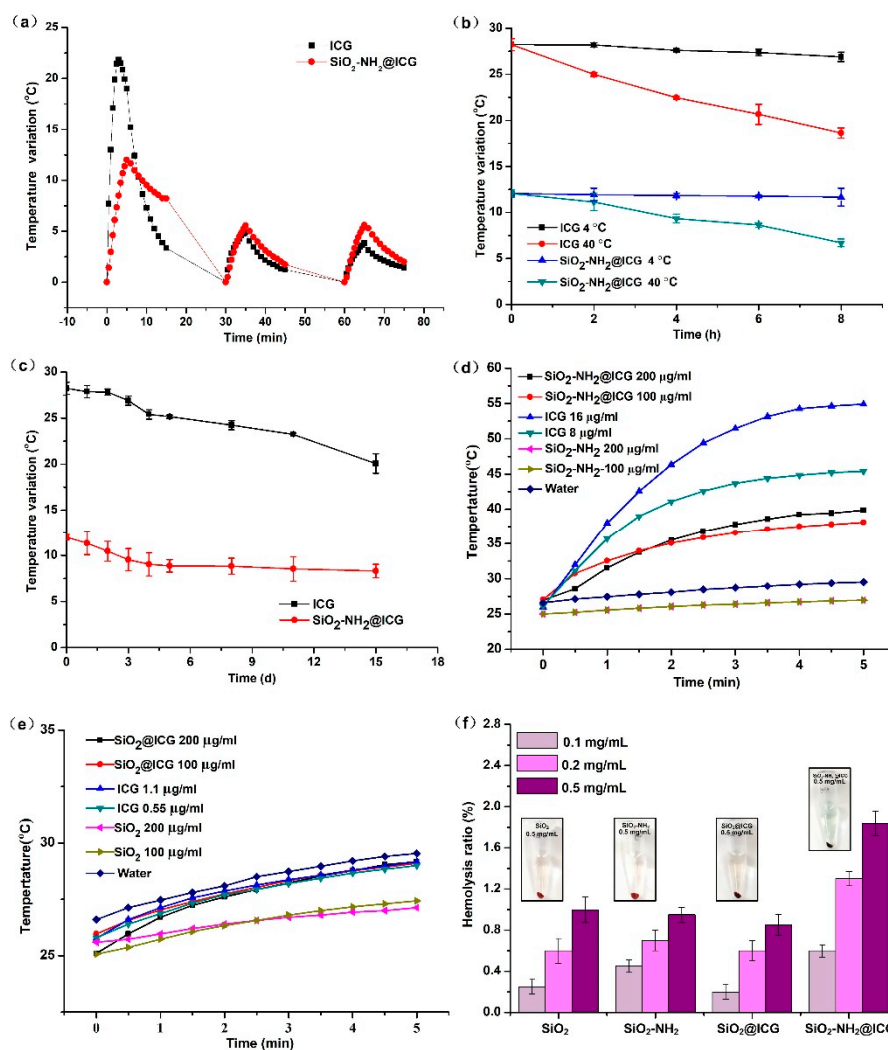 (a)
ICG
SiO2-NH2@ICG
Temperature variation (°C)
25
20
15
10
5
0
-10 0 10 20 30 40 50 60 70 80 90
Time (min)
(b)
Temperature variation(°C)
30
25
20
15
10
5
0
ICG 4 °C
ICG 40 °C
SiO2-NH2@ICG 4 °C
SiO2-NH2@ICG 40 °C
0 2 4 6 8
Time (h)
(c)
Temperature variation (°C)
30
25
20
15
10
5
0
ICG
SiO2-NH2@ICG
0 3 6 9 12 15 18
Time (d)
(d)
Tempertature(°C)
60
55
50
45
40
35
30
25
20
SiO2-NH2@ICG 200 μg/ml
SiO2-NH2@ICG 100 μg/ml
ICG 16 μg/ml
ICG 8 μg/ml
SiO2-NH2 200 μg/ml
SiO2-NH2-100 μg/ml
Water
0 1 2 3 4 5
Time (min)
(e)
Tempertature(°C)
35
30
25
SiO2@ICG 200 μg/ml
SiO2@ICG 100 μg/ml
ICG 1.1 μg/ml
ICG 0.55 μg/ml
SiO2 200 μg/ml
SiO2 100 μg/ml
Water
0 1 2 3 4 5
Time (min)
(f)
Hemolysis ratio (%)
2.8
2.4
2.0
1.6
1.2
0.8
0.4
0.0
0.1 mg/mL
0.2 mg/mL
0.5 mg/mL
SiO2
0.5 mg/mL
SiO2-NH2
0.5 mg/mL
SiO2@ICG
0.5 mg/mL
SiO2-NH2@ICG
0.5 mg/mL
SiO2 SiO2-NH2 SiO2@ICG SiO2-NH2@ICG